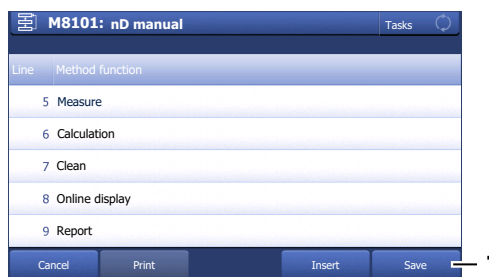 M8101: nD manual Tasks
Line Method function
5 Measure
6 Calculation
7 Clean
8 Online display
9 Report
Cancel Print Insert Save